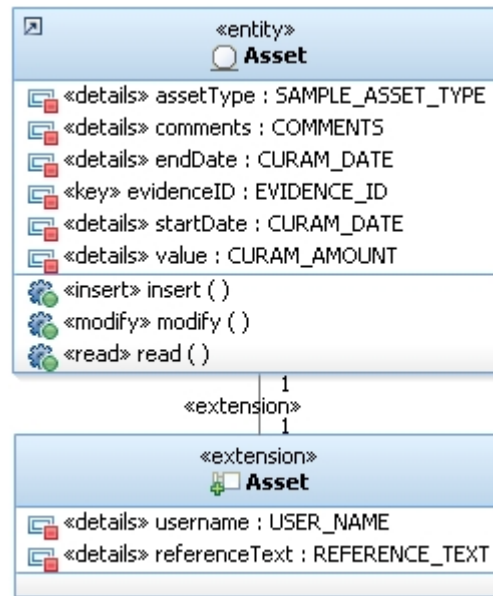 «entity»
Asset
«details» assetType : SAMPLE_ASSET_TYPE
«details» comments : COMMENTS
«details» endDate : CURAM_DATE
«key» evidenceID : EVIDENCE_ID
«details» startDate : CURAM_DATE
«details» value : CURAM_AMOUNT
«insert» insert ( )
«modify» modify ( )
«read» read ( )
1
«extension»
1
«extension»
Asset
«details» username : USER_NAME
«details» referenceText : REFERENCE_TEXT